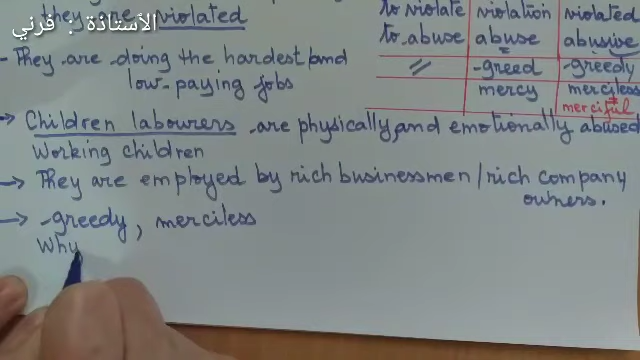 they are violated
الأستاذة : فرني
- They are doing the hardest and
low-paying jobs
to violate violation violated
to abuse abuse abusive
// greed greedy
mercy merciless
≠ merciful
→ Children labourers are physically and emotionally abused
working children
→ They are employed by rich businessmen / rich company
owners.
→ greedy, merciless
Why